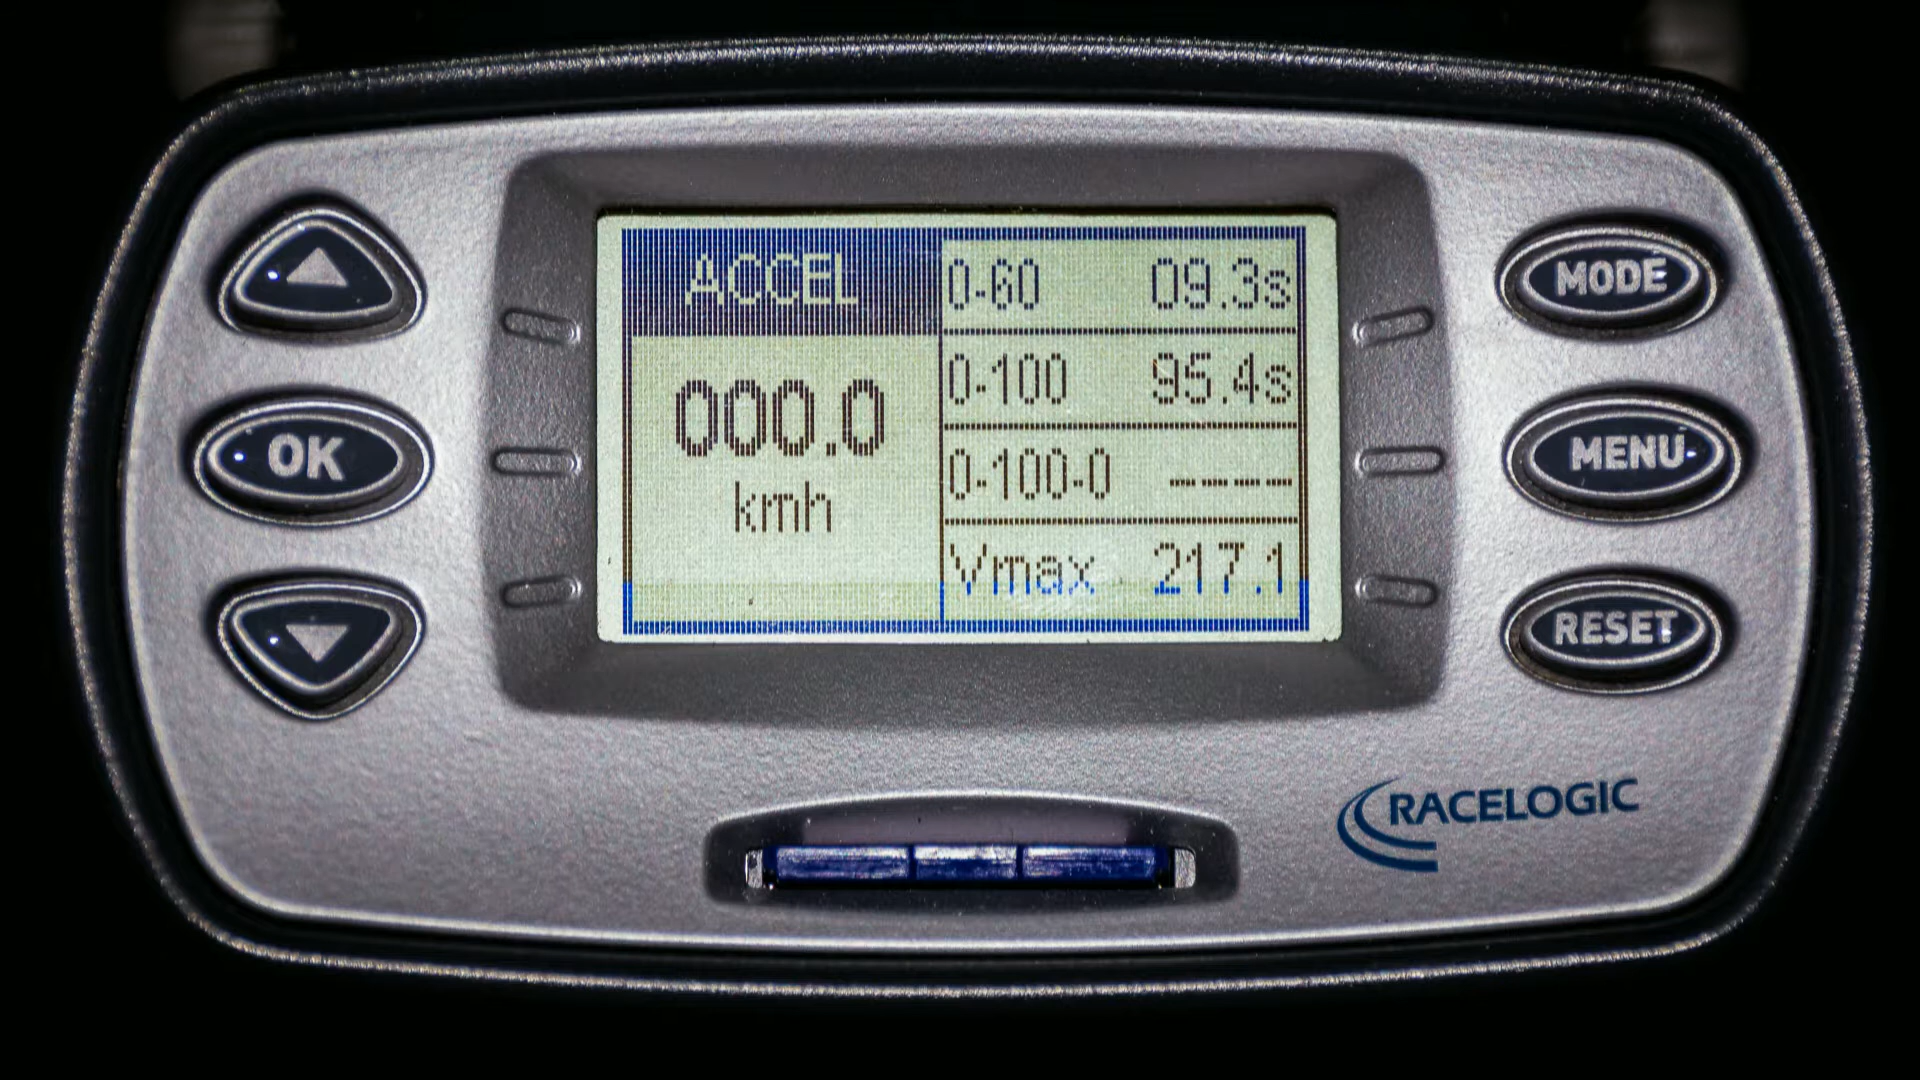 ACCEL
000.0
kmh
0-60 09.3s
0-100 95.4s
0-100-0 ----
Vmax 217.1
OK
MODE
MENU
RESET
RACELOGIC